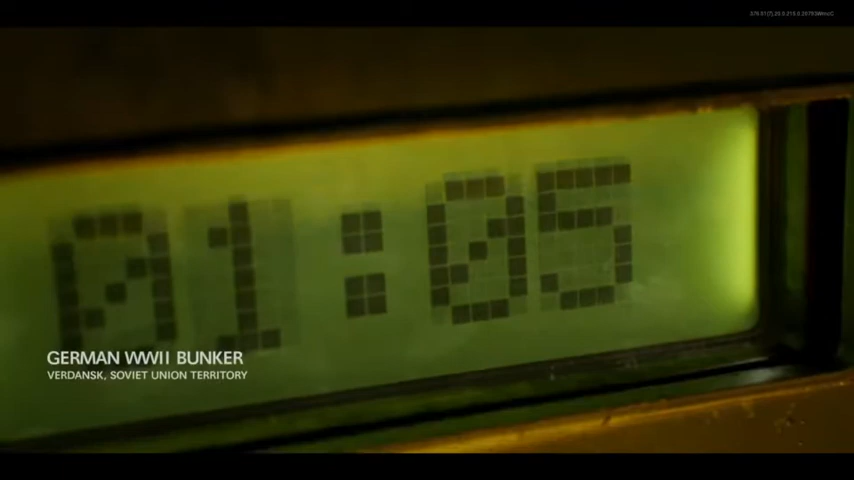 01:05
GERMAN WWII BUNKER
VERDANSK, SOVIET UNION TERRITORY